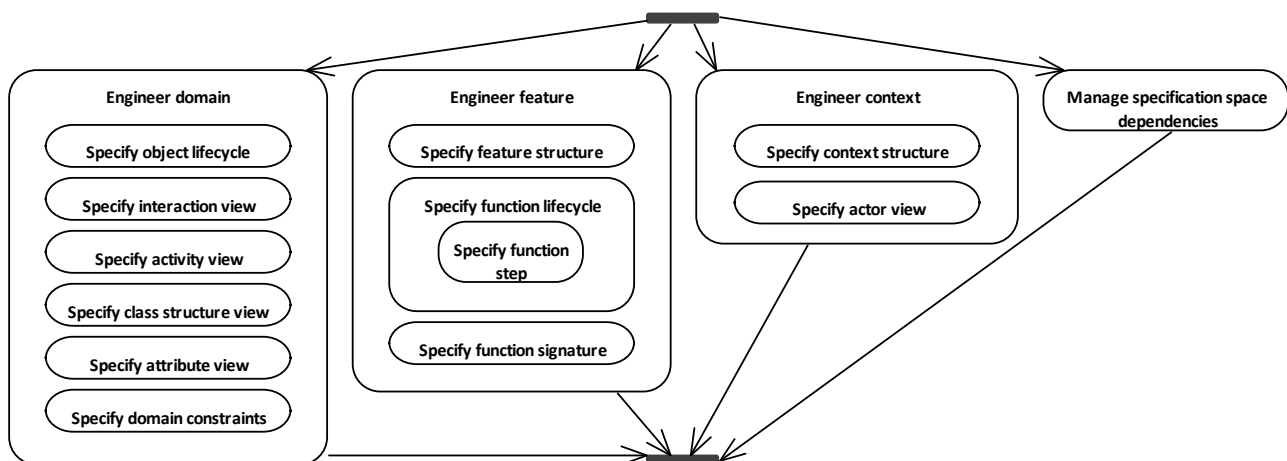 Engineer domain
Specify object lifecycle
Specify interaction view
Specify activity view
Specify class structure view
Specify attribute view
Specify domain constraints
Engineer feature
Specify feature structure
Specify function lifecycle
Specify function
step
Specify function signature
Engineer context
Specify context structure
Specify actor view
Manage specification space
dependencies